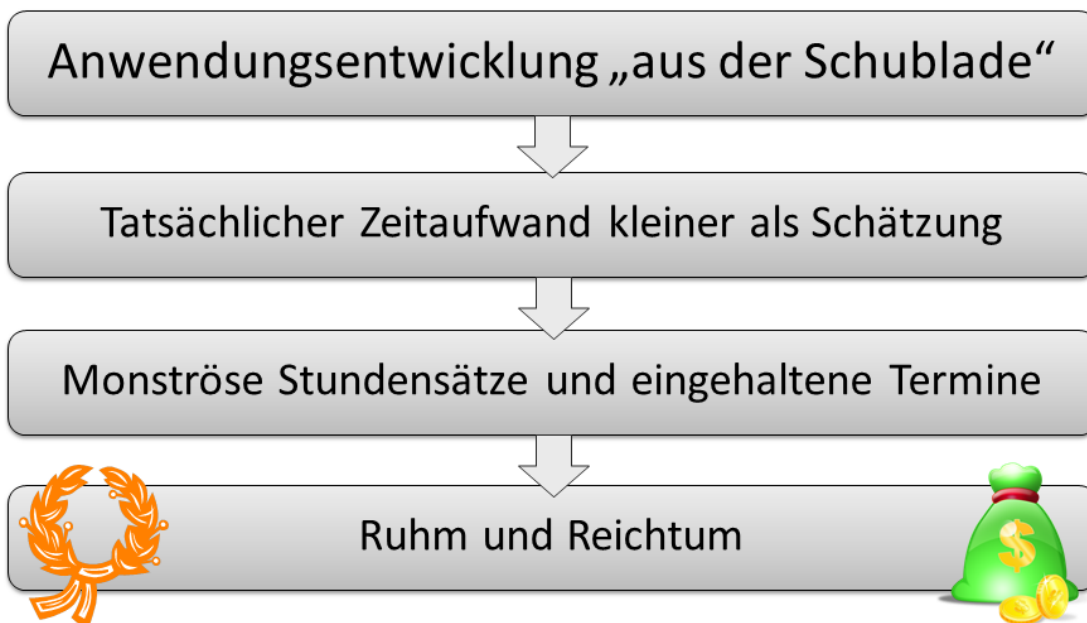 Anwendungsentwicklung „aus der Schublade“
Tatsächlicher Zeitaufwand kleiner als Schätzung
Monströse Stundensätze und eingehaltene Termine
Ruhm und Reichtum